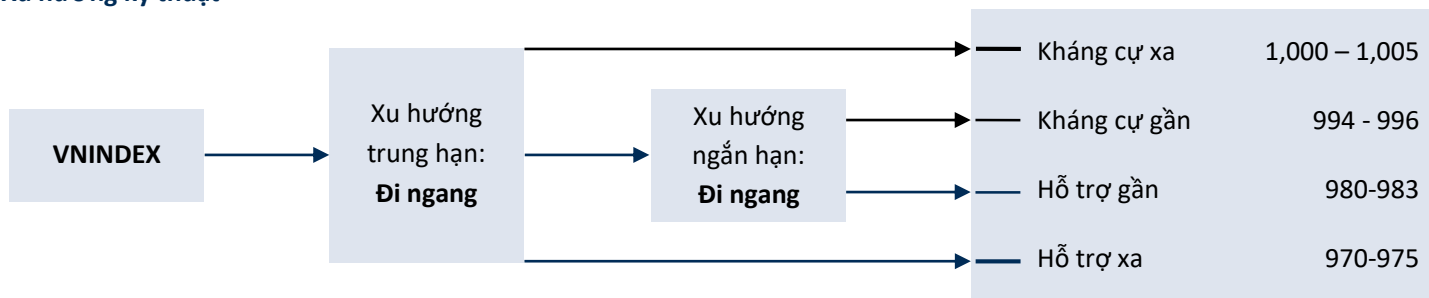 VNINDEX
Xu hướng
trung hạn:
Đi ngang
Xu hướng
ngắn hạn:
Đi ngang
Kháng cự xa 1,000 – 1,005
Kháng cự gần 994 - 996
Hỗ trợ gần 980-983
Hỗ trợ xa 970-975